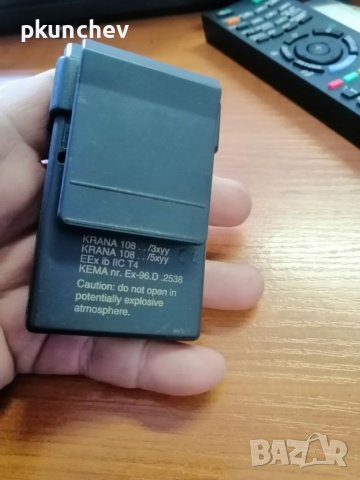 pkunchev
KRANA 108 . . /3xyy
KRANA 108 . . /5xyy
EEx ib IIC T4
KEMA nr. Ex-96.D .2538
Caution: do not open in
potentially explosive
atmosphere.
BAZAR